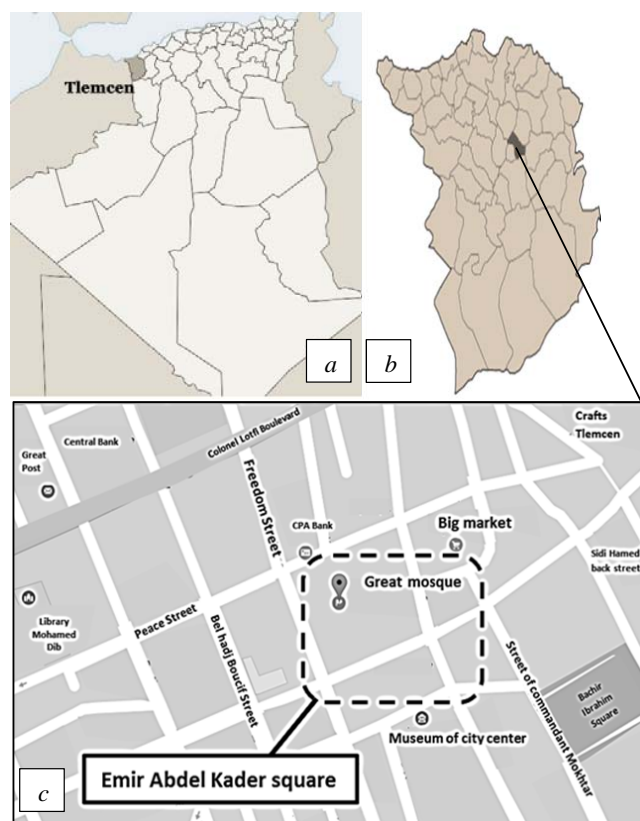 Tlemcen
a
b
Crafts
Tlemcen
Colonel Lotfi Boulevard
Central Bank
Great
Post
Freedom Street
CPA Bank
Big market
Sidi Hamed
back street
Great mosque
Library
Mohamed
Dib
Peace Street
Bel hadj Boucif Street
Street of commandant Mokhtar
Bachir
Ibrahim
Square
Museum of city center
Emir Abdel Kader square
c